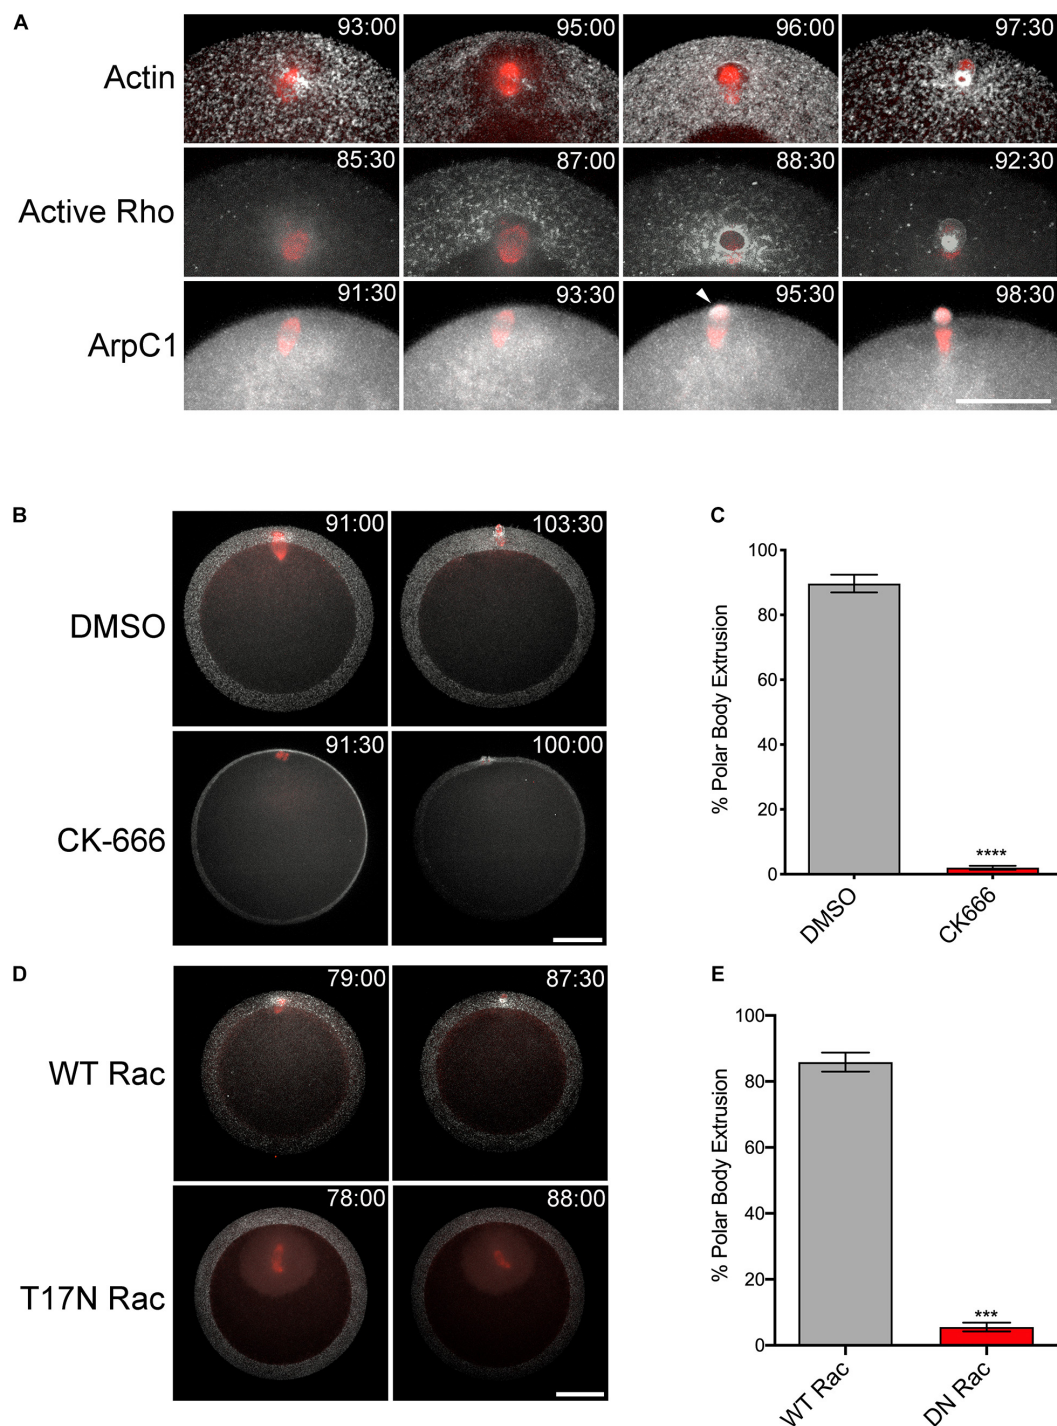 A
93:00
95:00
96:00
97:30
Actin
85:30
87:00
88:30
92:30
Active Rho
91:30
93:30
95:30
98:30
ArpC1
B
91:00
103:30
DMSO
91:30
100:00
CK-666
C
% Polar Body Extrusion
100
80
60
40
20
0
****
DMSO
CK666
D
79:00
87:30
WT Rac
78:00
88:00
T17N Rac
E
% Polar Body Extrusion
100
80
60
40
20
0
***
WT Rac
DN Rac